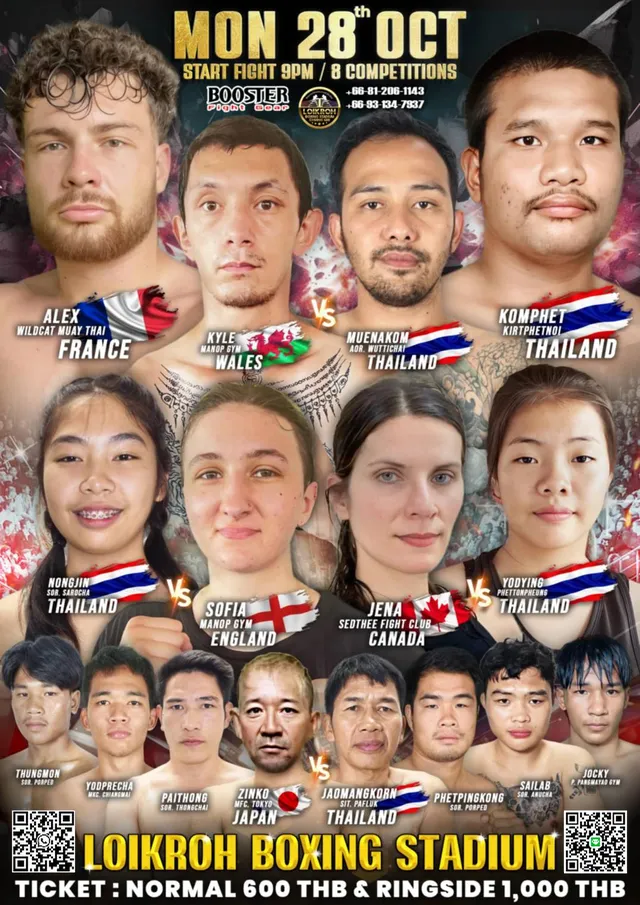 MON 28th OCT
START FIGHT 9PM / 8 COMPETITIONS
BOOSTER
Fight Gear
LOIKROH
+66-81-206-1143
+66-93-134-7937
ALEX
WILDCAT MUAY THAI
FRANCE
KYLE
MANOP GYM
WALES
VS
MUENAKOM
AOR. WUTTICHAI
THAILAND
KOMPHET
KIRTPHETNOI
THAILAND
NONGJIN
SOR. SAROCHA
THAILAND
VS
SOFIA
MANOP GYM
ENGLAND
JENA
SEDTHEE FIGHT CLUB
CANADA
VS
YODYING
PHETTONPHEUNG
THAILAND
THUNGMON
SOR. PORPED
YODPRECHA
MKC. CHIANGMAI
PAITHONG
SOR. THONGCHAI
ZINKO
MFC. TOKYO
JAPAN
VS
JAOMANGKORN
SIT. PAFLUK
THAILAND
PHETPINGKONG
SOR. PORPED
SAILAB
SOR. ANUCHA
JOCKY
P. PANGMAYAO GYM
LOIKROH BOXING STADIUM
TICKET : NORMAL 600 THB & RINGSIDE 1,000 THB